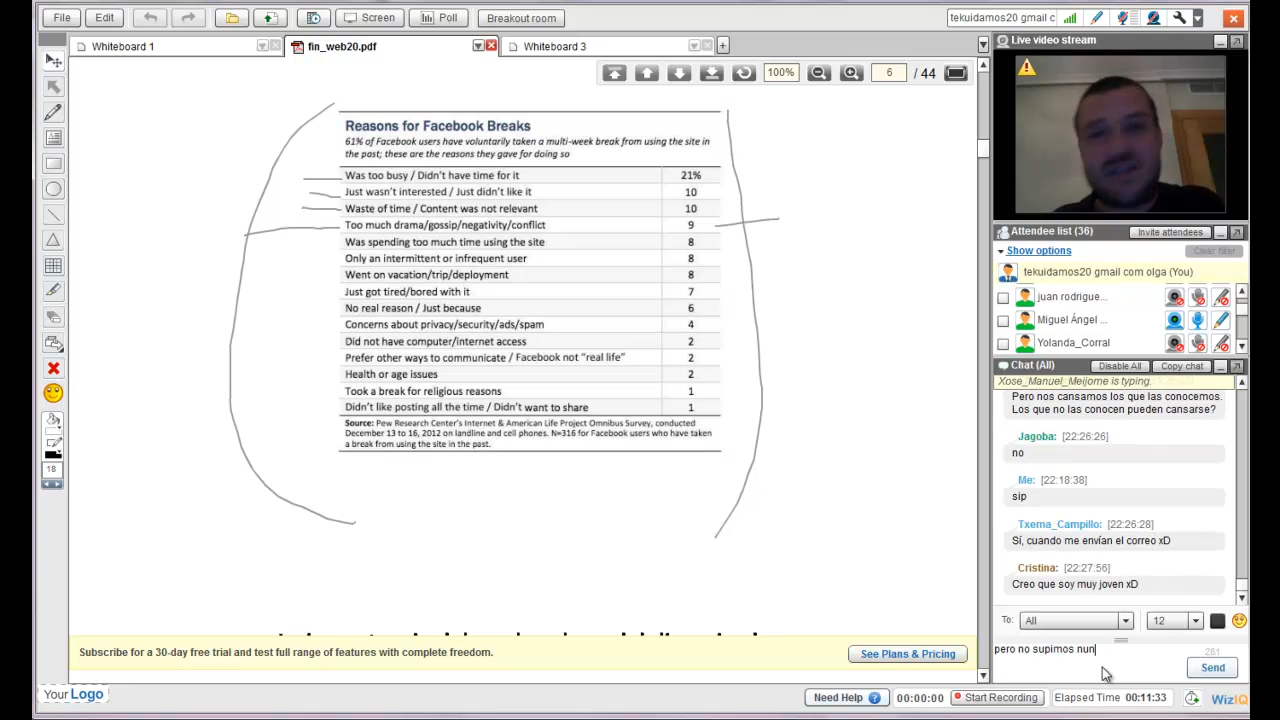 File Edit Screen Poll Breakout room tekuidamos20 gmail c
Whiteboard 1 fin_web20.pdf Whiteboard 3
100% 6 / 44
Reasons for Facebook Breaks
61% of Facebook users have voluntarily taken a multi-week break from using the site in
the past; these are the reasons they gave for doing so
Was too busy / Didn't have time for it 21%
Just wasn't interested / Just didn't like it 10
Waste of time / Content was not relevant 10
Too much drama/gossip/negativity/conflict 9
Was spending too much time using the site 8
Only an intermittent or infrequent user 8
Went on vacation/trip/deployment 8
Just got tired/bored with it 7
No real reason / Just because 6
Concerns about privacy/security/ads/spam 4
Did not have computer/internet access 2
Prefer other ways to communicate / Facebook not "real life" 2
Health or age issues 2
Took a break for religious reasons 1
Didn't like posting all the time / Didn't want to share 1
Source: Pew Research Center's Internet & American Life Project Omnibus Survey, conducted
December 13 to 16, 2012 on landline and cell phones. N=316 for Facebook users who have taken
a break from using the site in the past.
18
Subscribe for a 30-day free trial and test full range of features with complete freedom. See Plans & Pricing
Your Logo
Live video stream
Attendee list (36) Invite attendees
Show options Clear filter
tekuidamos20 gmail com olga (You)
juan rodrigue...
Miguel Ángel ...
Yolanda_Corral
Chat (All) Disable All Copy chat
Xose_Manuel_Meijome is typing.
Pero nos cansamos los que las conocemos.
Los que no las conocen pueden cansarse?
Jagoba: [22:26:26]
no
Me: [22:18:38]
sip
Txema_Campillo: [22:26:28]
Sí, cuando me envían el correo xD
Cristina: [22:27:56]
Creo que soy muy joven xD
To: All 12
pero no supimos nun
281
Send
Need Help ? 00:00:00 Start Recording Elapsed Time 00:11:33 WizIQ